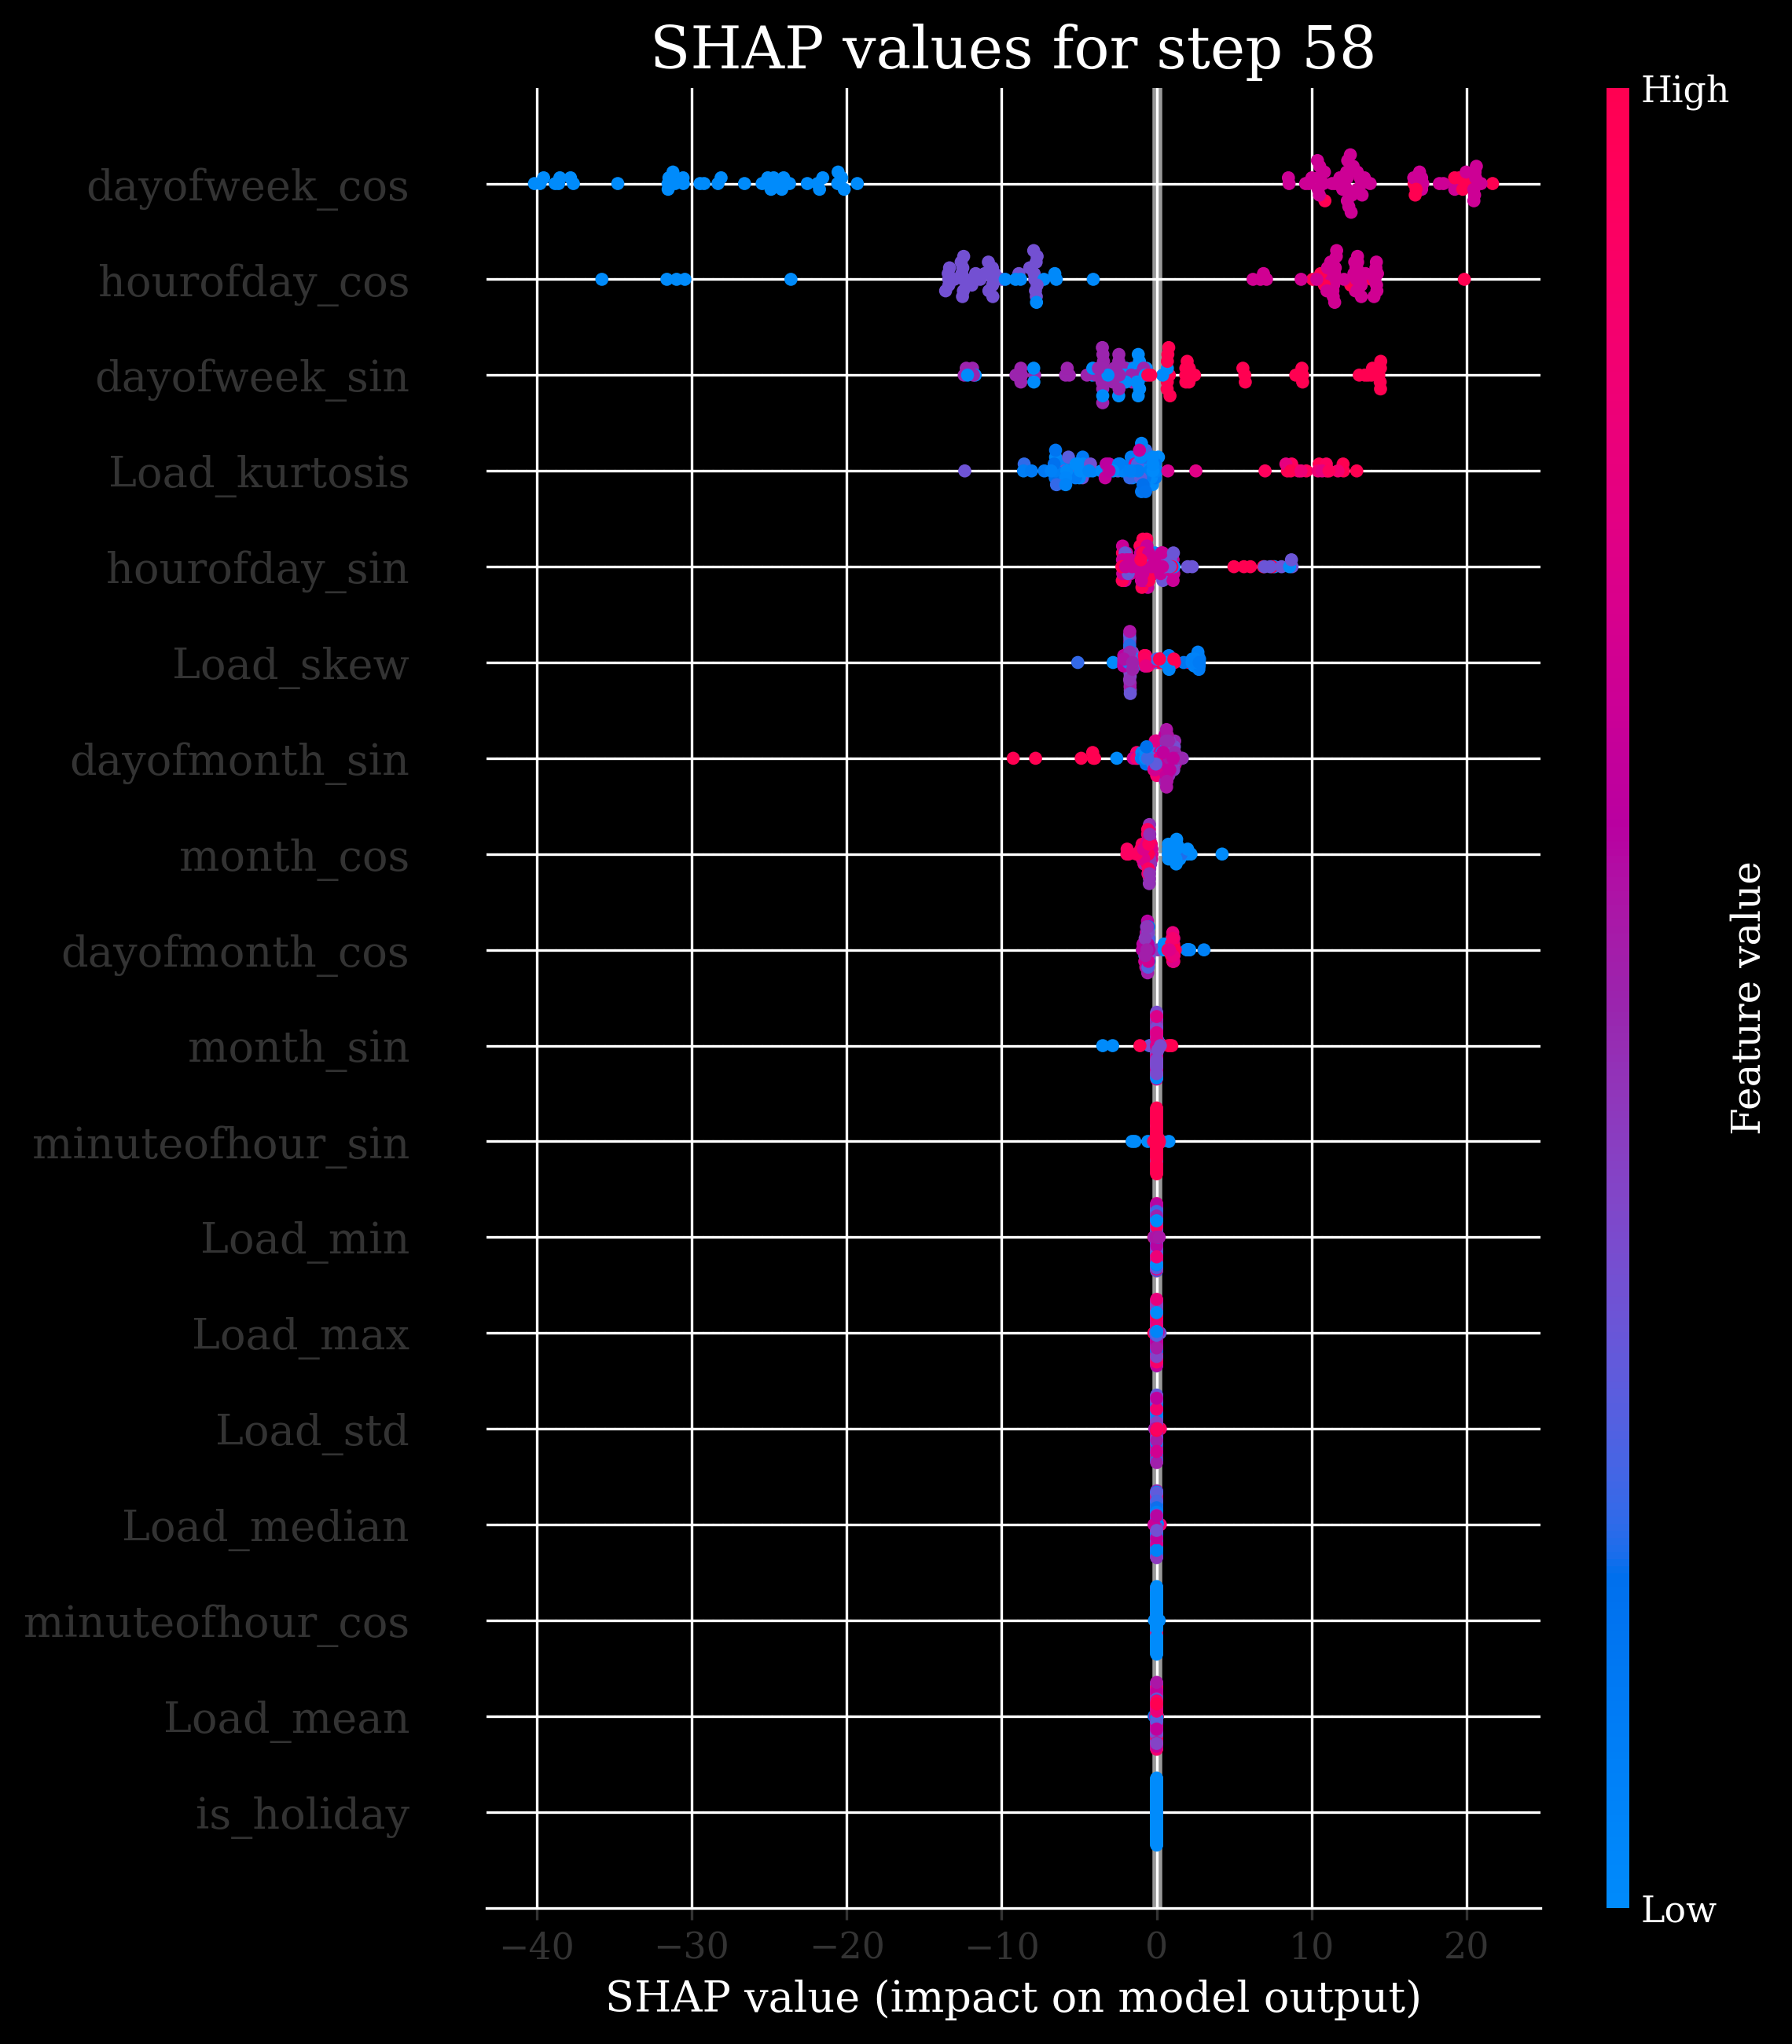 SHAP values for step 58
High
dayofweek_cos
hourofday_cos
dayofweek_sin
Load_kurtosis
hourofday_sin
Load_skew
dayofmonth_sin
month_cos
dayofmonth_cos
month_sin
minuteofhour_sin
Load_min
Load_max
Load_std
Load_median
minuteofhour_cos
Load_mean
is_holiday
Feature value
Low
−40 −30 −20 −10 0 10 20
SHAP value (impact on model output)